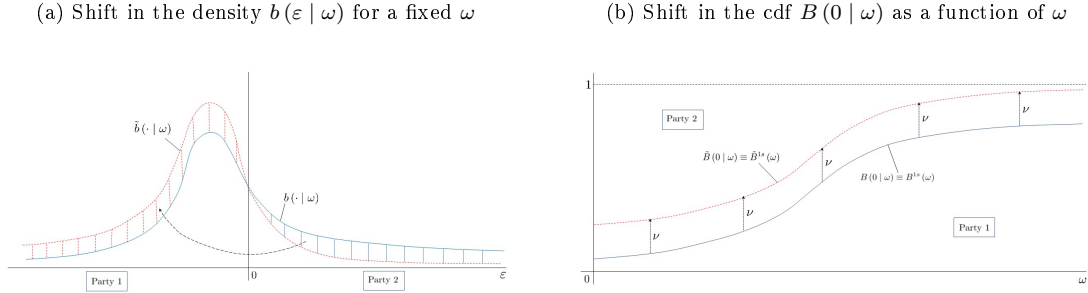 (a) Shift in the density b (ε | ω) for a fixed ω
(b) Shift in the cdf B (0 | ω) as a function of ω
b̃ (· | ω)
b (· | ω)
0
ε
Party 1
Party 2
1
Party 2
ν
ν
ν
ν
ν
B̃ (0 | ω) ≡ B̃¹ˢ (ω)
B (0 | ω) ≡ B¹ˢ (ω)
Party 1
0
ω